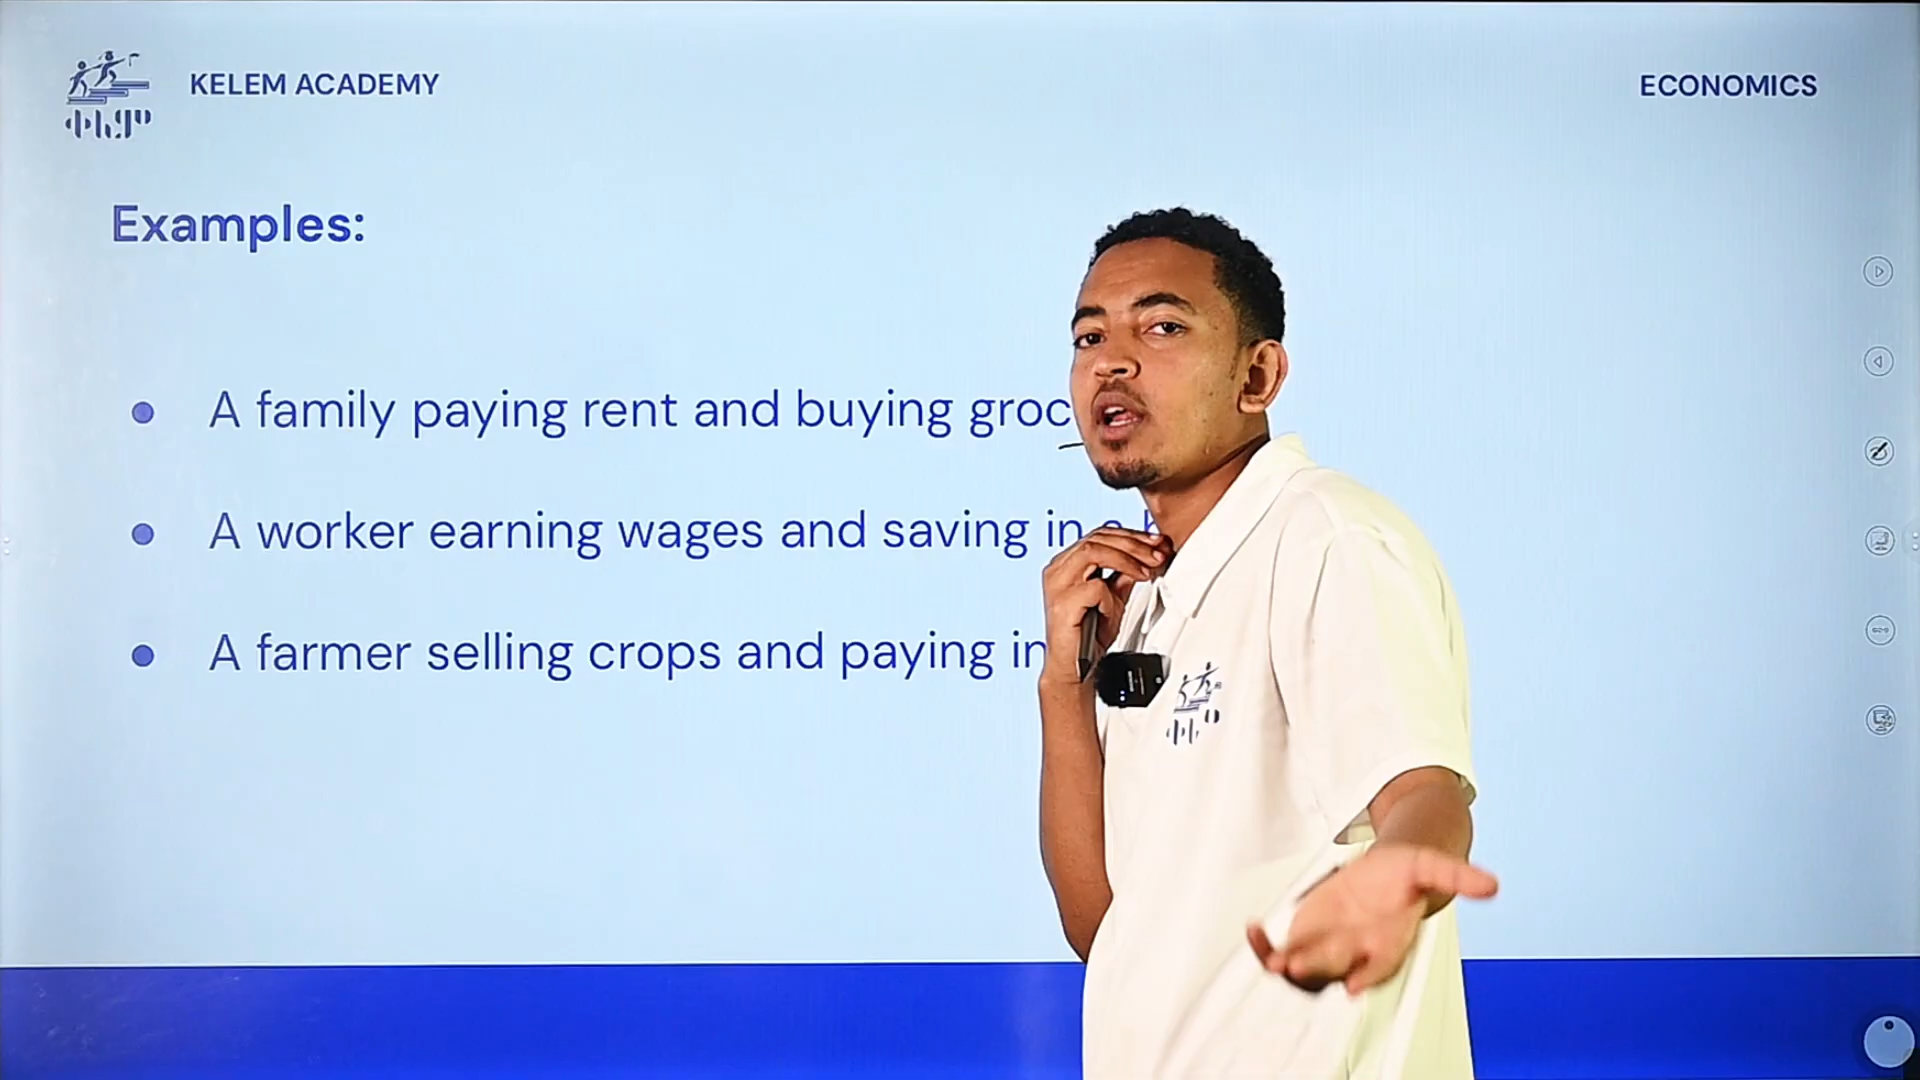 ቀለም
KELEM ACADEMY
ECONOMICS
Examples:
A family paying rent and buying groc
A worker earning wages and saving in a
A farmer selling crops and paying in